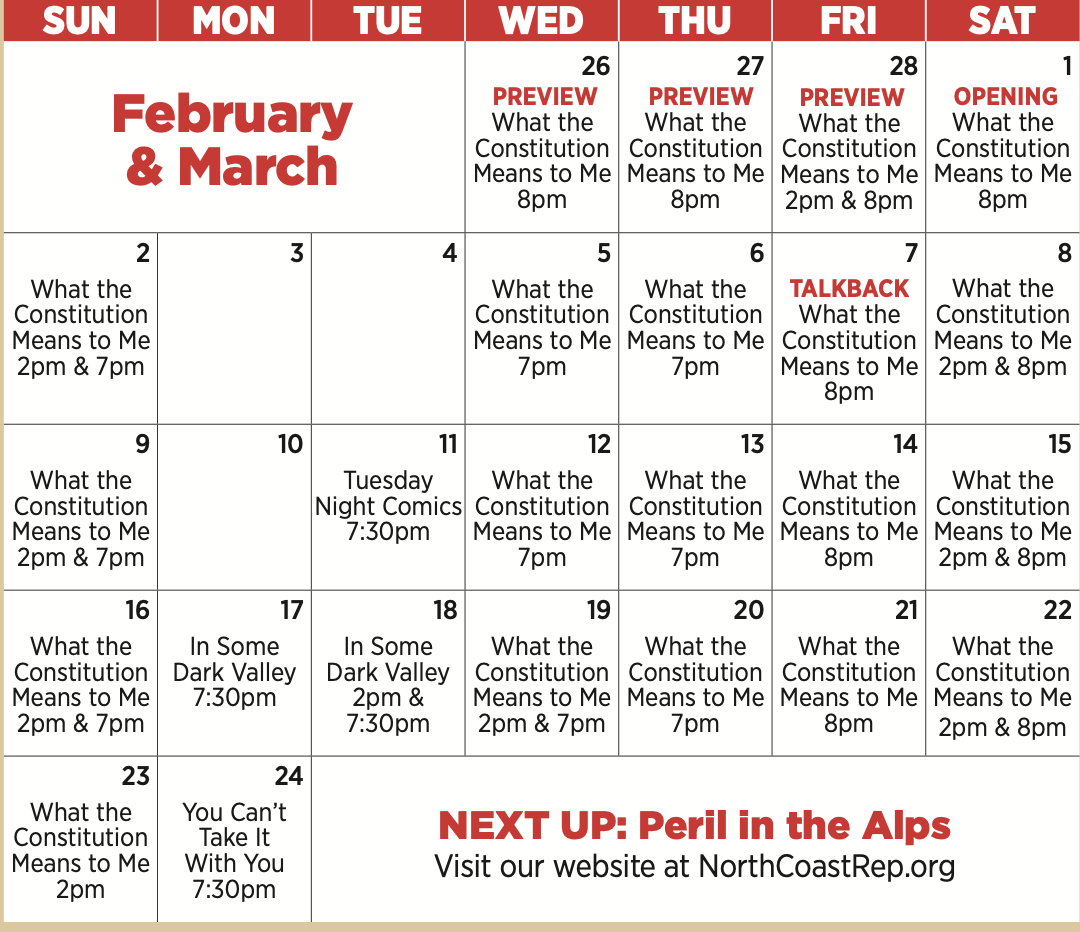 SUN MON TUE WED THU FRI SAT
February
& March
26
PREVIEW
What the
Constitution
Means to Me
8pm
27
PREVIEW
What the
Constitution
Means to Me
8pm
28
PREVIEW
What the
Constitution
Means to Me
2pm & 8pm
1
OPENING
What the
Constitution
Means to Me
8pm
2
What the
Constitution
Means to Me
2pm & 7pm
3
4
5
What the
Constitution
Means to Me
7pm
6
What the
Constitution
Means to Me
7pm
7
TALKBACK
What the
Constitution
Means to Me
8pm
8
What the
Constitution
Means to Me
2pm & 8pm
9
What the
Constitution
Means to Me
2pm & 7pm
10
11
Tuesday
Night Comics
7:30pm
12
What the
Constitution
Means to Me
7pm
13
What the
Constitution
Means to Me
7pm
14
What the
Constitution
Means to Me
8pm
15
What the
Constitution
Means to Me
2pm & 8pm
16
What the
Constitution
Means to Me
2pm & 7pm
17
In Some
Dark Valley
7:30pm
18
In Some
Dark Valley
2pm &
7:30pm
19
What the
Constitution
Means to Me
2pm & 7pm
20
What the
Constitution
Means to Me
7pm
21
What the
Constitution
Means to Me
8pm
22
What the
Constitution
Means to Me
2pm & 8pm
23
What the
Constitution
Means to Me
2pm
24
You Can't
Take It
With You
7:30pm
NEXT UP: Peril in the Alps
Visit our website at NorthCoastRep.org